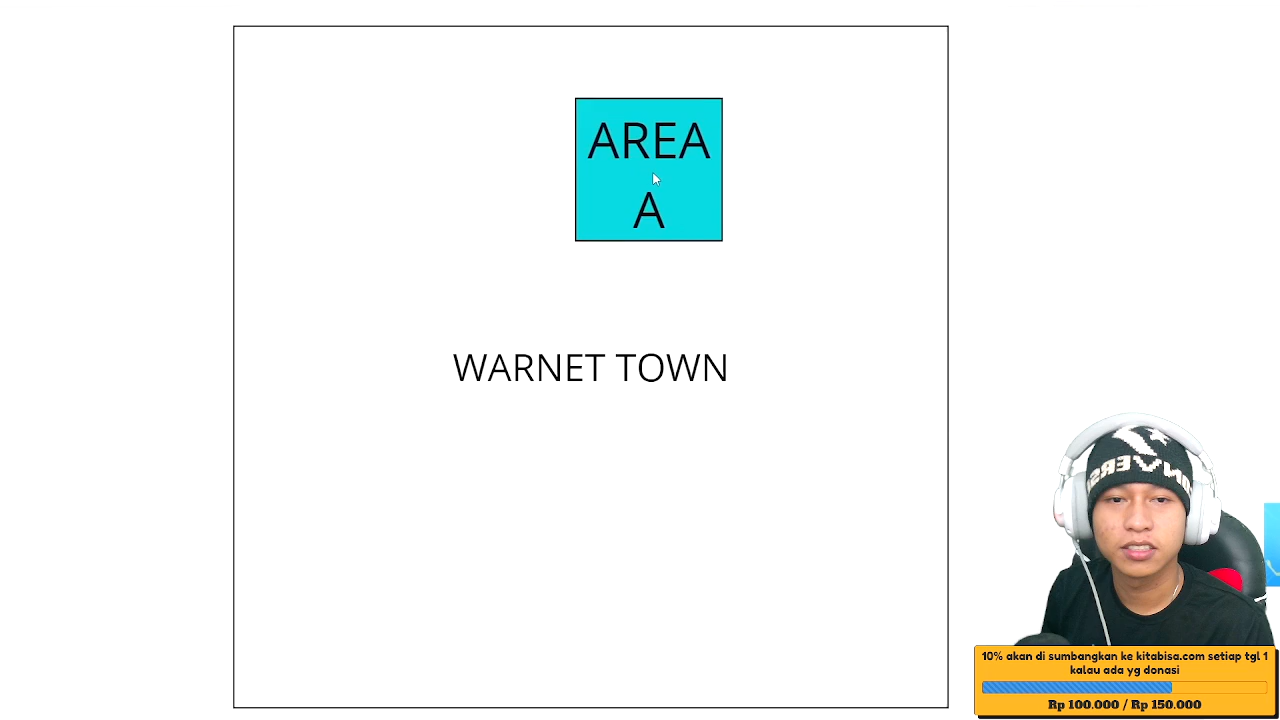 AREA
A
WARNET TOWN
10% akan di sumbangkan ke kitabisa.com setiap tgl 1
kalau ada yg donasi
Rp 100.000 / Rp 150.000